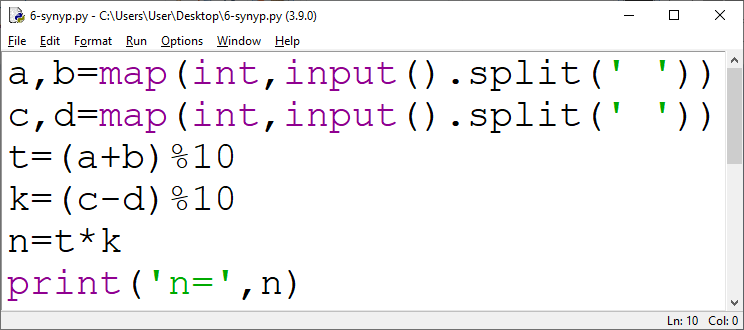 6-synyp.py - C:\Users\User\Desktop\6-synyp.py (3.9.0)
File Edit Format Run Options Window Help
a,b=map(int,input().split(' '))
c,d=map(int,input().split(' '))
t=(a+b)%10
k=(c-d)%10
n=t*k
print('n=',n)
Ln: 10 Col: 0